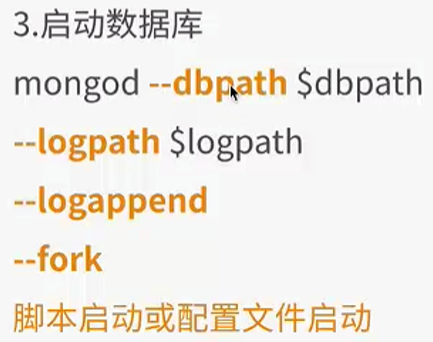 3.启动数据库
mongod --dbpath $dbpath
--logpath $logpath
--logappend
--fork
脚本启动或配置文件启动